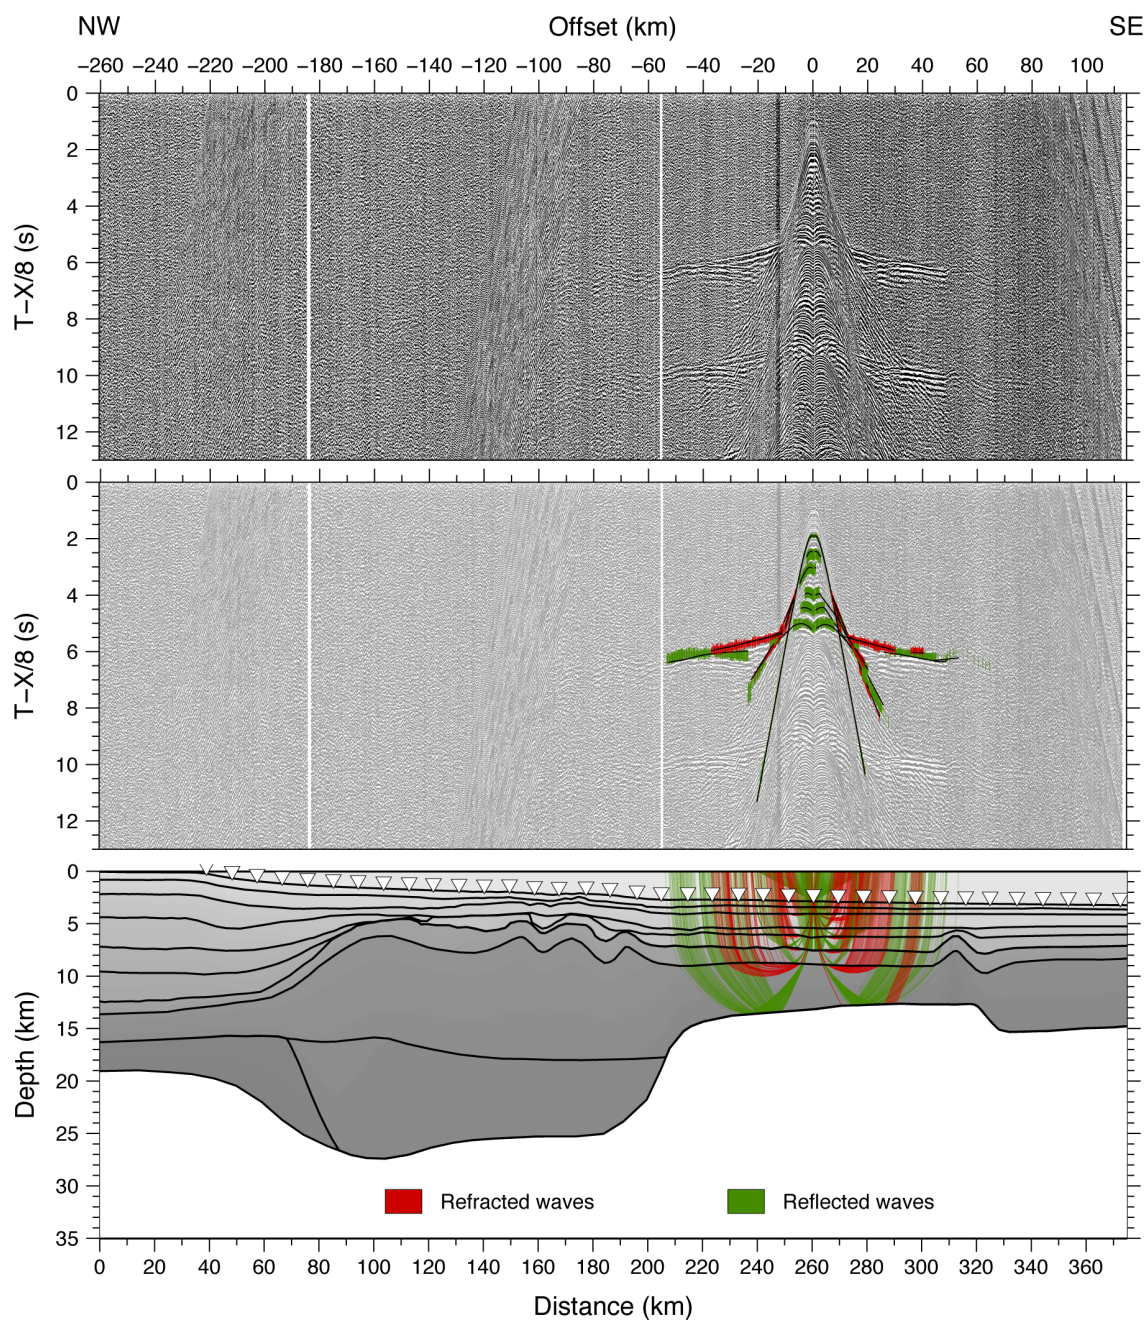 NW Offset (km) SE
−260 −240 −220 −200 −180 −160 −140 −120 −100 −80 −60 −40 −20 0 20 40 60 80 100
0
2
4
6
8
10
12
T−X/8 (s)
0
2
4
6
8
10
12
T−X/8 (s)
0
5
10
15
20
25
30
35
Depth (km)
Refracted waves Reflected waves
0 20 40 60 80 100 120 140 160 180 200 220 240 260 280 300 320 340 360
Distance (km)